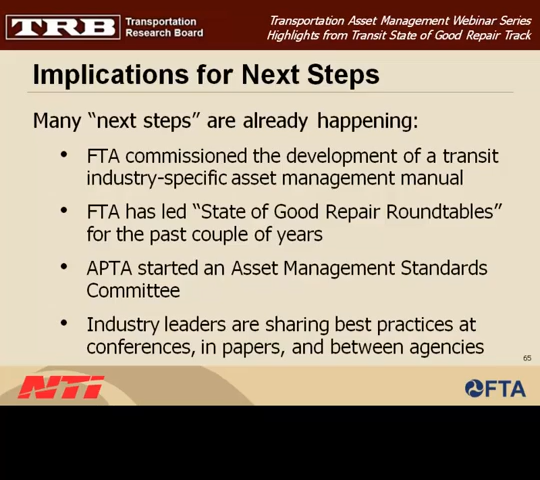 TRB
Transportation
Research Board
Transportation Asset Management Webinar Series
Highlights from Transit State of Good Repair Track
Implications for Next Steps
Many “next steps” are already happening:
• FTA commissioned the development of a transit
industry-specific asset management manual
• FTA has led “State of Good Repair Roundtables”
for the past couple of years
• APTA started an Asset Management Standards
Committee
• Industry leaders are sharing best practices at
conferences, in papers, and between agencies
65
NTI
FTA